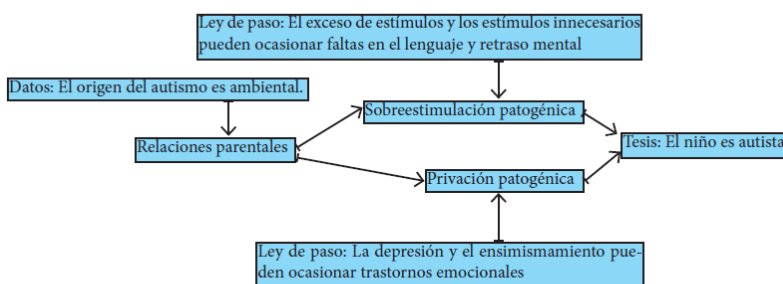 Ley de paso: El exceso de estímulos y los estímulos innecesarios
pueden ocasionar faltas en el lenguaje y retraso mental
Datos: El origen del autismo es ambiental.
Sobreestimulación patogénica
Relaciones parentales
Tesis: El niño es autista
Privación patogénica
Ley de paso: La depresión y el ensimismamiento pue-
den ocasionar trastornos emocionales